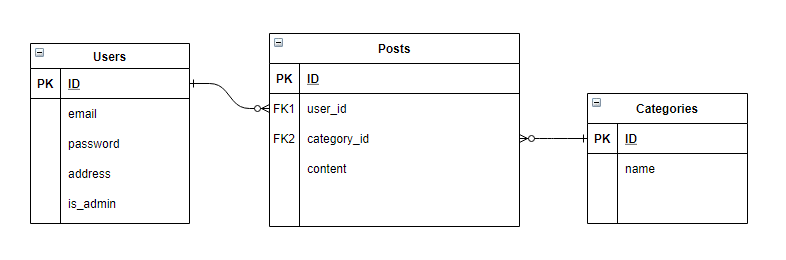 Users
PK ID
email
password
address
is_admin
Posts
PK ID
FK1 user_id
FK2 category_id
content
Categories
PK ID
name